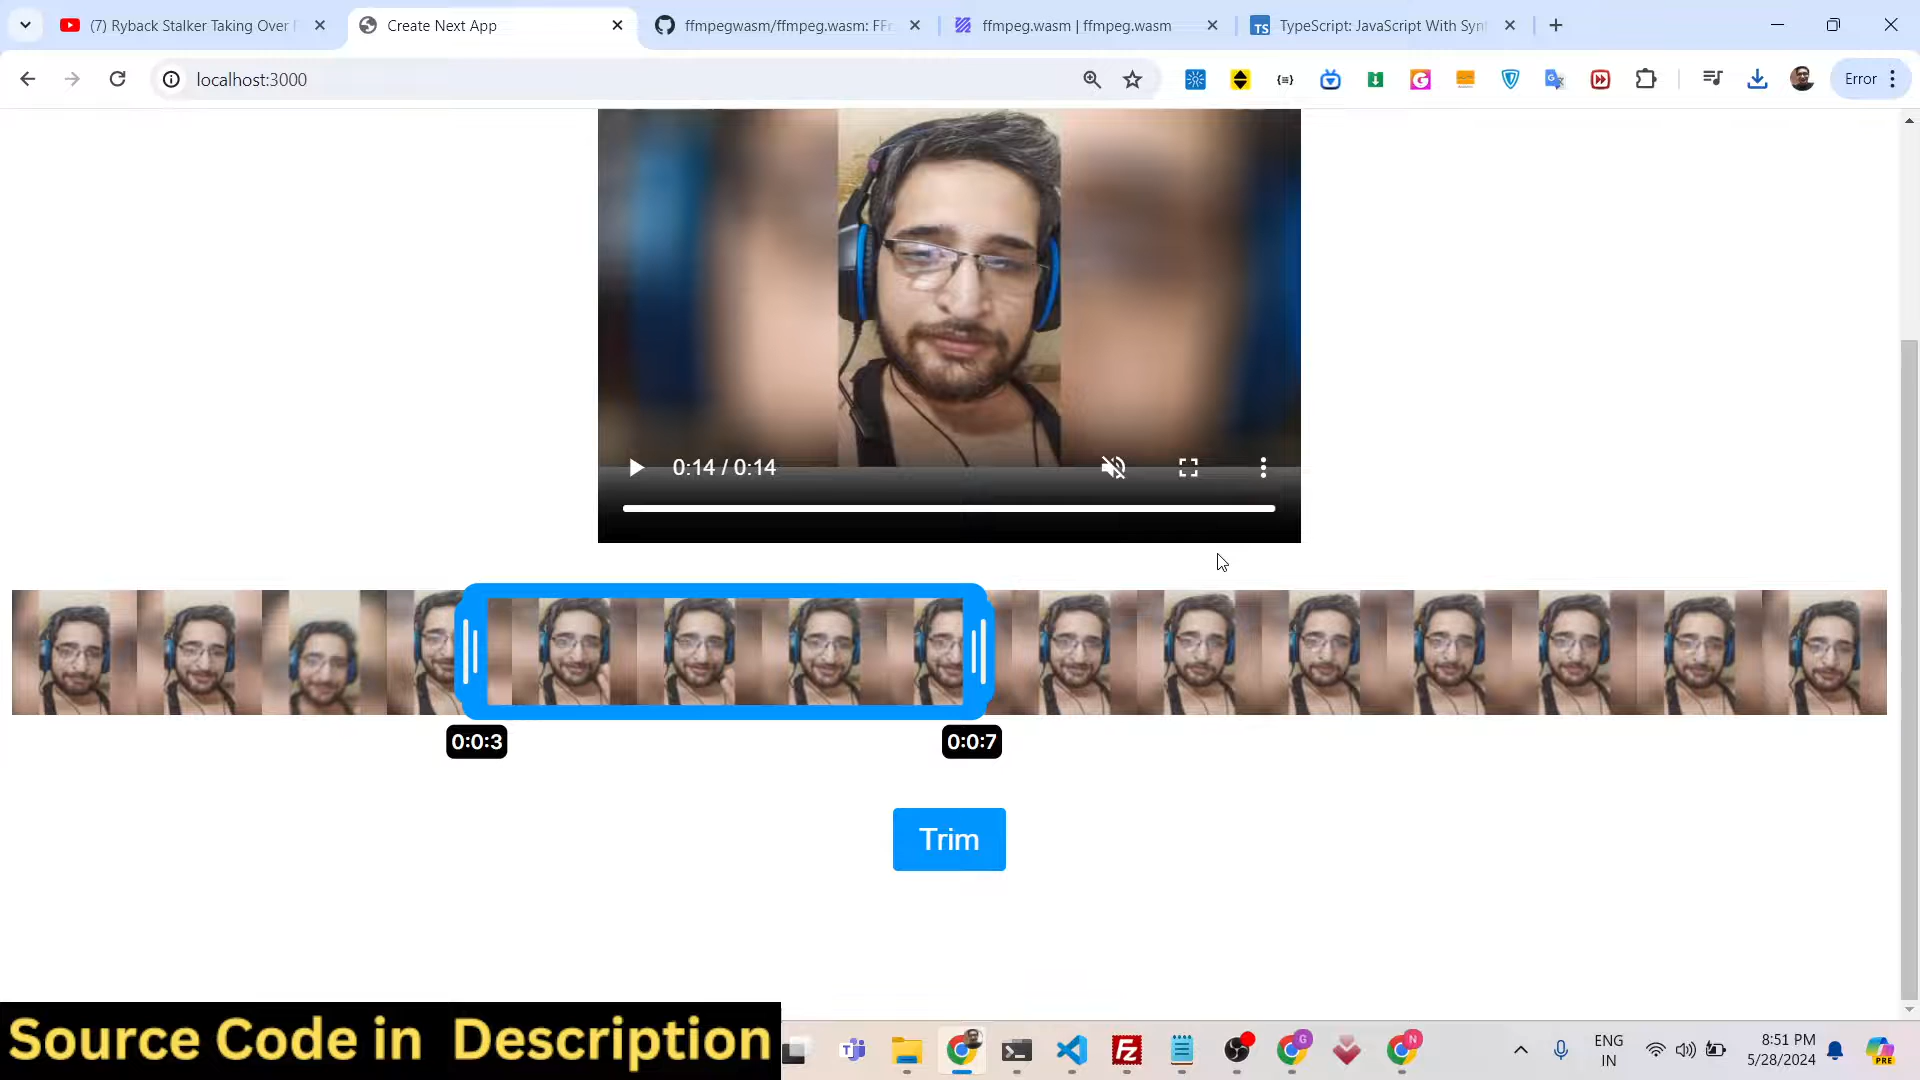 (7) Ryback Stalker Taking Over
Create Next App
ffmpegwasm/ffmpeg.wasm: FF
ffmpeg.wasm | ffmpeg.wasm
TS
TypeScript: JavaScript With Syn
localhost:3000
Error
0:14 / 0:14
0:0:3
0:0:7
Trim
Source Code in Description
ENG
IN
8:51 PM
5/28/2024
PRE